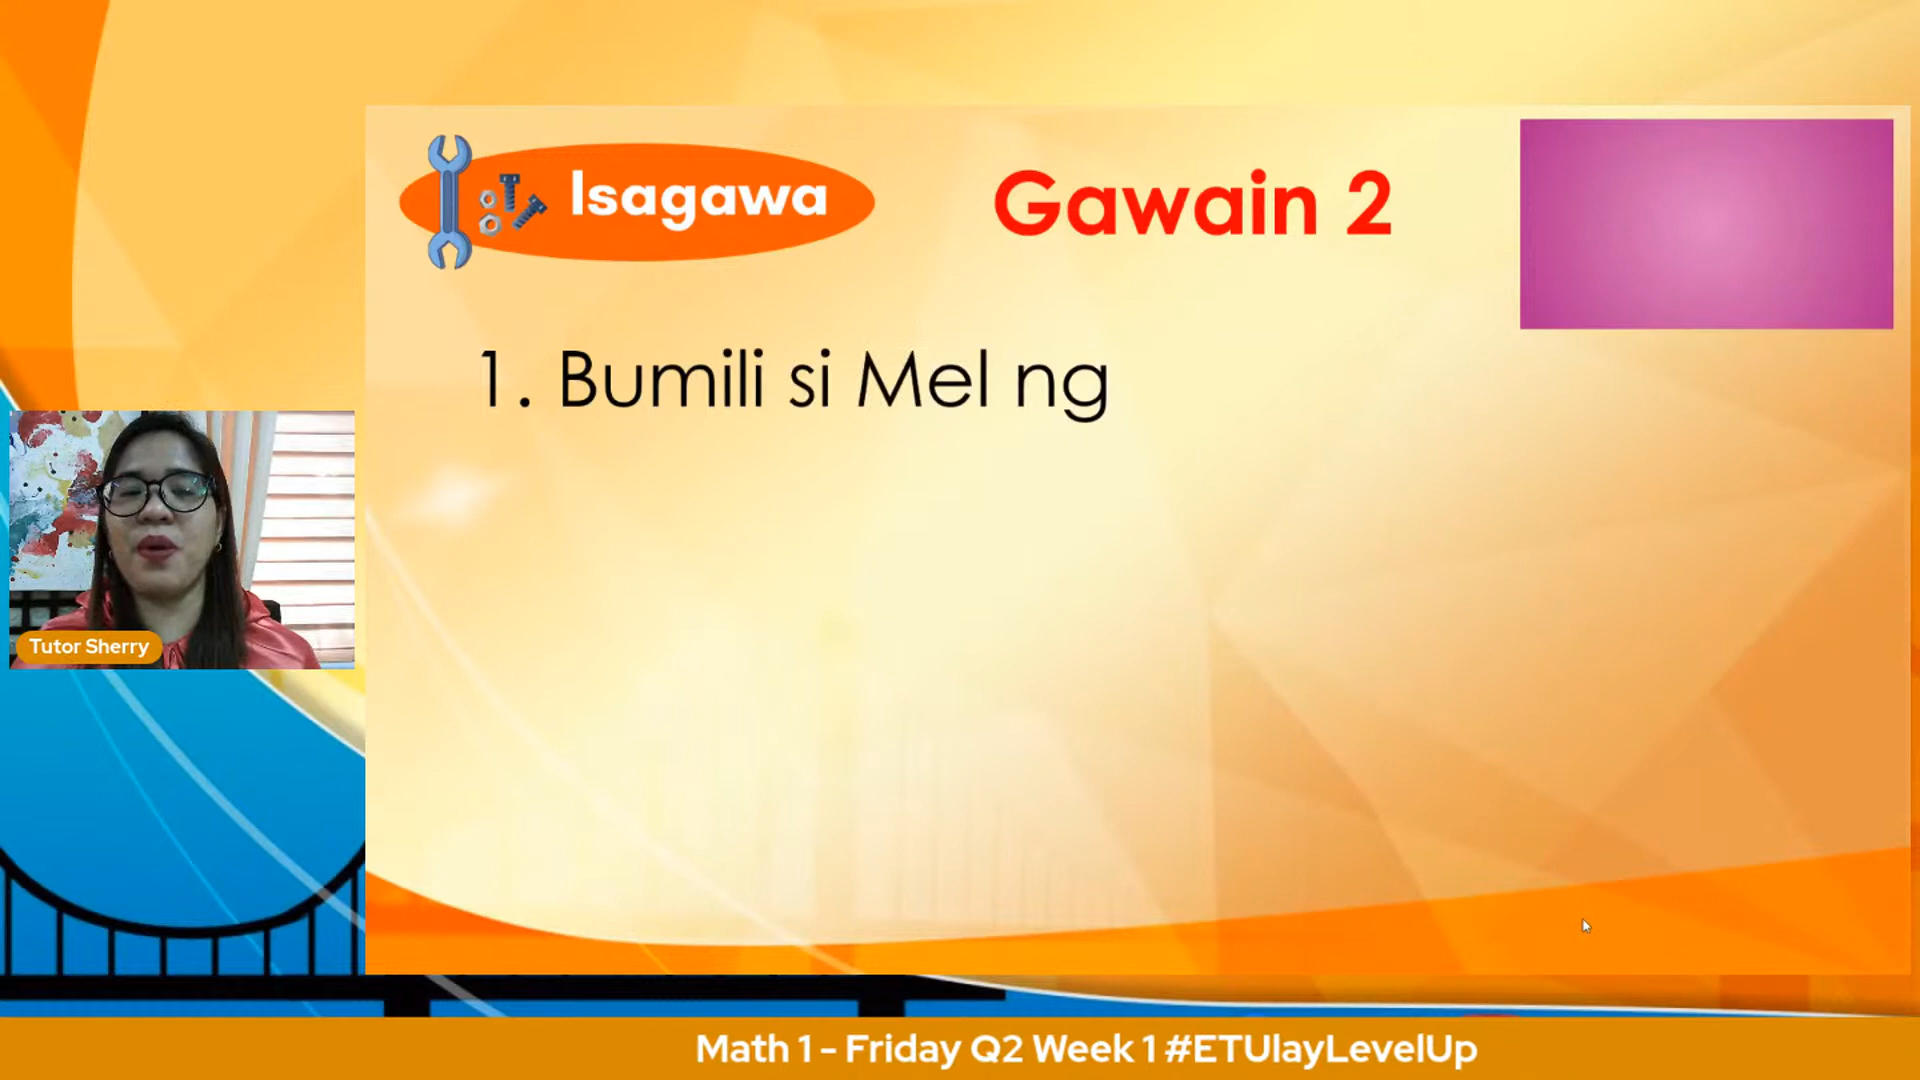 Isagawa
Gawain 2
1. Bumili si Mel ng
Tutor Sherry
Math 1 - Friday Q2 Week 1 #ETUlayLevelUp